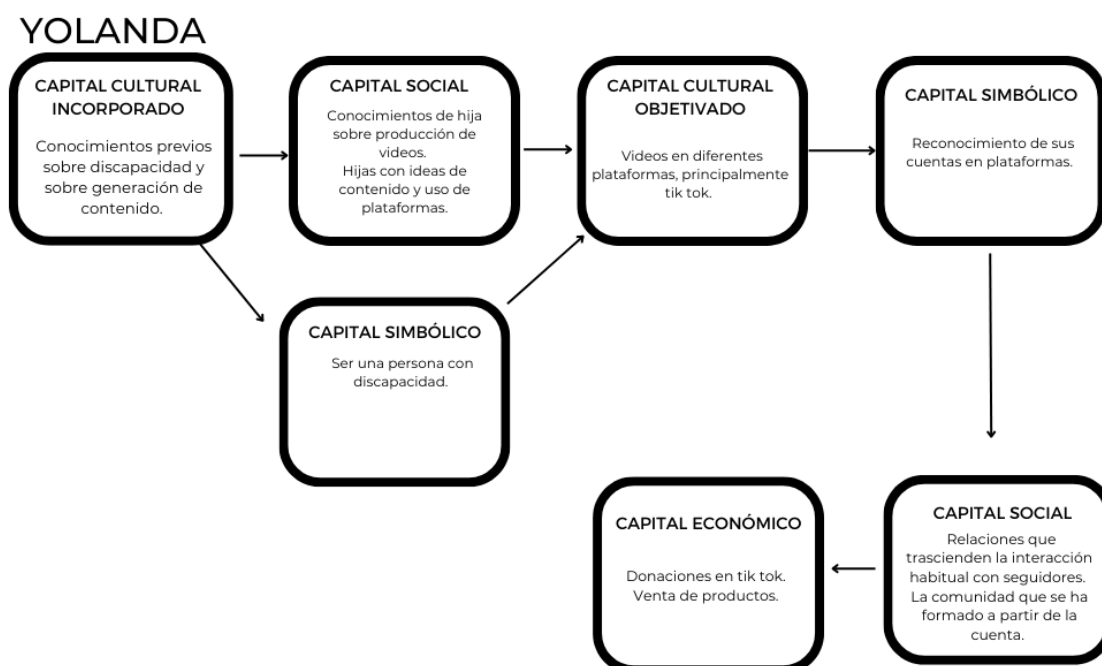 YOLANDA
CAPITAL CULTURAL
INCORPORADO
Conocimientos previos
sobre discapacidad y
sobre generación de
contenido.
CAPITAL SOCIAL
Conocimientos de hija
sobre producción de
videos.
Hijas con ideas de
contenido y uso de
plataformas.
CAPITAL CULTURAL
OBJETIVADO
Videos en diferentes
plataformas, principalmente
tik tok.
CAPITAL SIMBÓLICO
Reconocimiento de sus
cuentas en plataformas.
CAPITAL SIMBÓLICO
Ser una persona con
discapacidad.
CAPITAL SOCIAL
Relaciones que
trascienden la interacción
habitual con seguidores.
La comunidad que se ha
formado a partir de la
cuenta.
CAPITAL ECONÓMICO
Donaciones en tik tok.
Venta de productos.